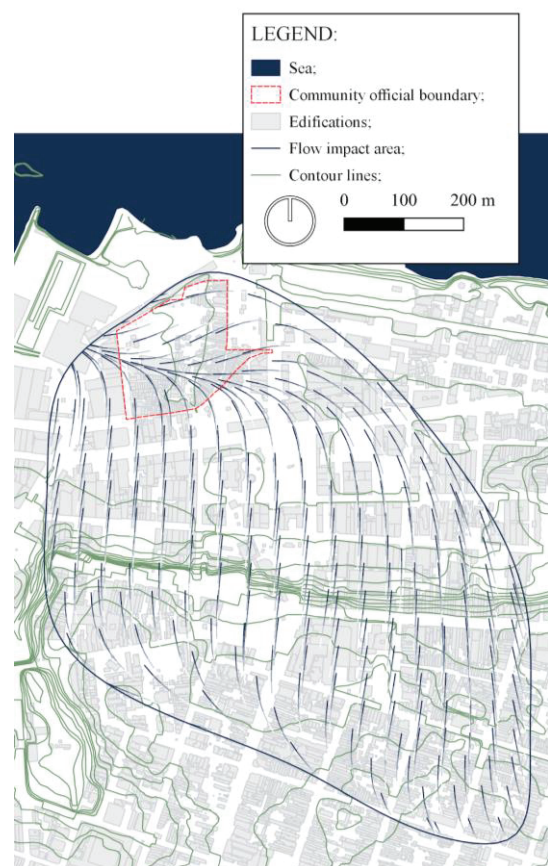 LEGEND:
Sea;
Community official boundary;
Edifications;
Flow impact area;
Contour lines;
0 100 200 m